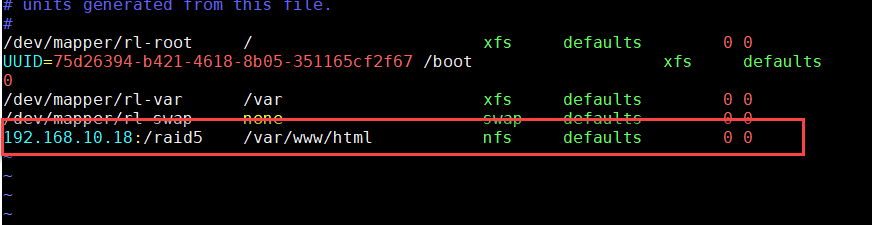 # units generated from this file.
#
/dev/mapper/rl-root / xfs defaults 0 0
UUID=75d26394-b421-4618-8b05-351165cf2f67 /boot xfs defaults
0
/dev/mapper/rl-var /var xfs defaults 0 0
/dev/mapper/rl-swap none swap defaults 0 0
192.168.10.18:/raid5 /var/www/html nfs defaults 0 0
~
~
~
~